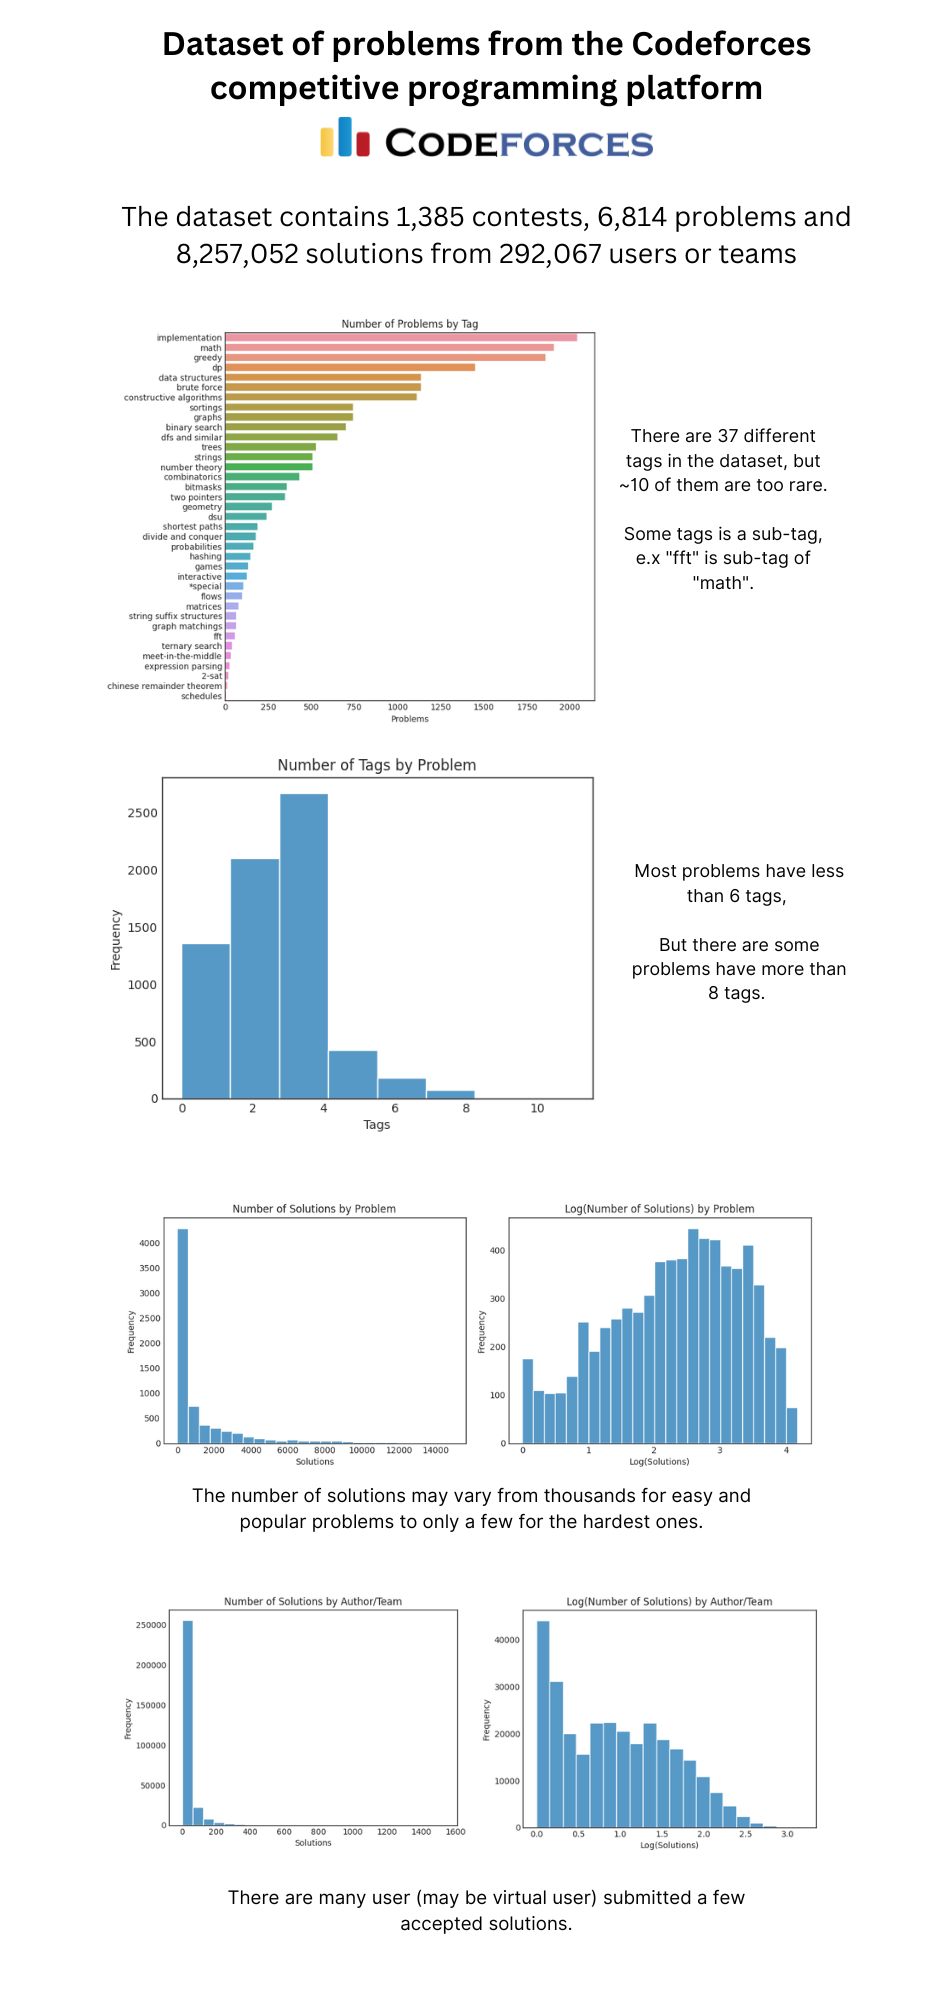 Dataset of problems from the Codeforces
competitive programming platform
CODEFORCES
The dataset contains 1,385 contests, 6,814 problems and
8,257,052 solutions from 292,067 users or teams
Number of Problems by Tag
implementation
math
greedy
dp
data structures
brute force
constructive algorithms
sortings
graphs
binary search
dfs and similar
trees
strings
number theory
combinatorics
bitmasks
two pointers
geometry
dsu
shortest paths
divide and conquer
probabilities
hashing
games
interactive
*special
flows
matrices
string suffix structures
graph matchings
fft
ternary search
meet-in-the-middle
expression parsing
2-sat
chinese remainder theorem
schedules
0 250 500 750 1000 1250 1500 1750 2000
Problems
There are 37 different
tags in the dataset, but
~10 of them are too rare.
Some tags is a sub-tag,
e.x "fft" is sub-tag of
"math".
Number of Tags by Problem
2500
2000
1500
1000
500
0
Frequency
0 2 4 6 8 10
Tags
Most problems have less
than 6 tags,
But there are some
problems have more than
8 tags.
Number of Solutions by Problem
4000
3500
3000
2500
2000
1500
1000
500
0
Frequency
0 2000 4000 6000 8000 10000 12000 14000
Solutions
Log(Number of Solutions) by Problem
400
300
200
100
0
Frequency
0 1 2 3 4
Log(Solutions)
The number of solutions may vary from thousands for easy and
popular problems to only a few for the hardest ones.
Number of Solutions by Author/Team
250000
200000
150000
100000
50000
0
Frequency
0 200 400 600 800 1000 1200 1400 1600
Solutions
Log(Number of Solutions) by Author/Team
40000
30000
20000
10000
0
Frequency
0.0 0.5 1.0 1.5 2.0 2.5 3.0
Log(Solutions)
There are many user (may be virtual user) submitted a few
accepted solutions.